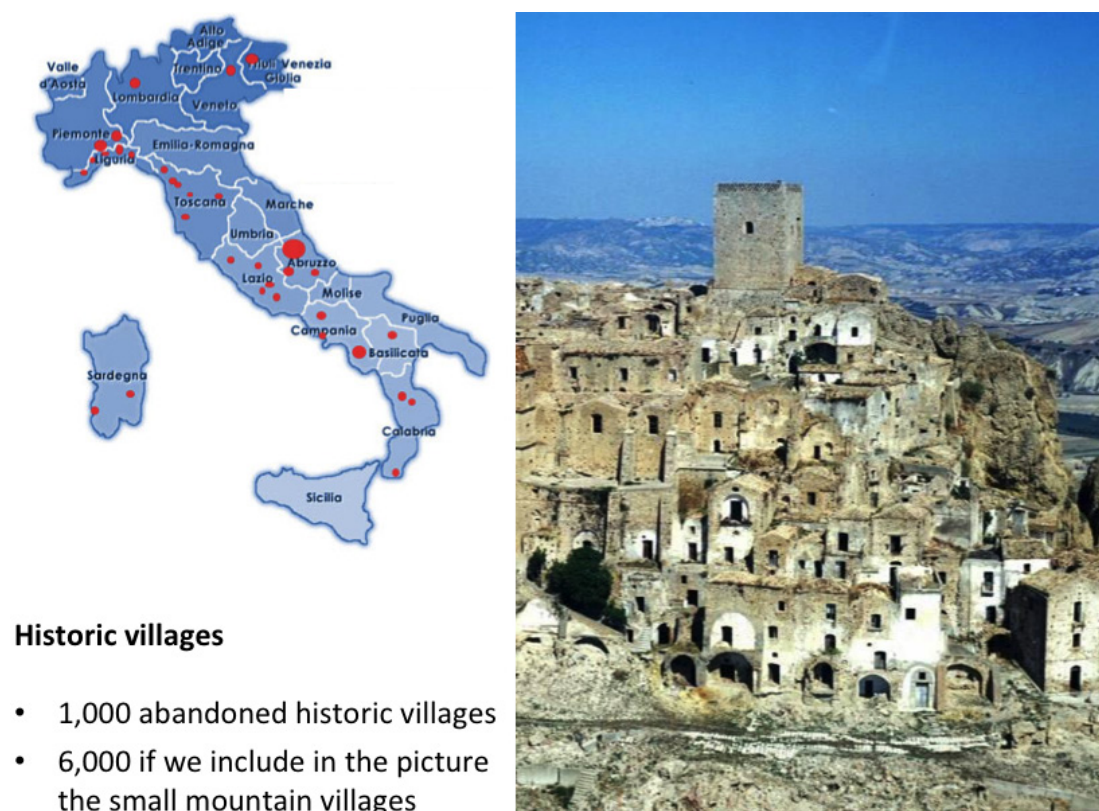 Alto
Adige
Valle
d'Aosta
Trentino
Friuli Venezia
Giulia
Lombardia
Veneto
Piemonte
Emilia-Romagna
Liguria
Toscana
Marche
Umbria
Abruzzo
Lazio
Molise
Puglia
Campania
Basilicata
Sardegna
Calabria
Sicilia
Historic villages
• 1,000 abandoned historic villages
• 6,000 if we include in the picture
the small mountain villages